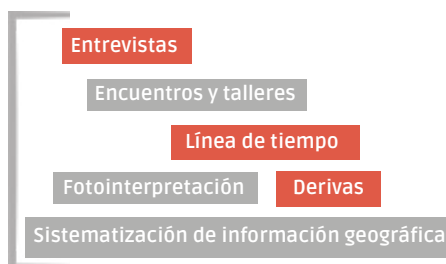 Entrevistas
Encuentros y talleres
Línea de tiempo
Fotointerpretación Derivas
Sistematización de información geográfica